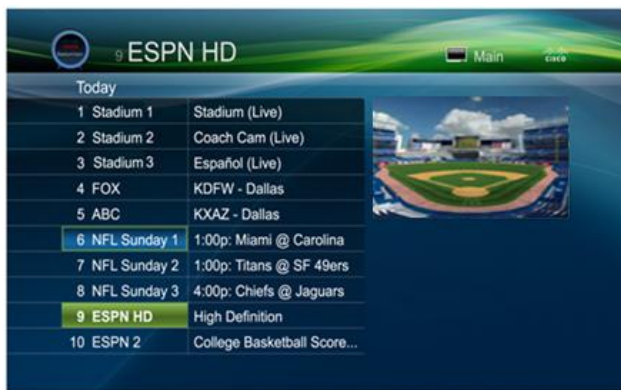 9 ESPN HD
Main
CISCO
Today
1 Stadium 1 Stadium (Live)
2 Stadium 2 Coach Cam (Live)
3 Stadium 3 Español (Live)
4 FOX KDFW - Dallas
5 ABC KXAZ - Dallas
6 NFL Sunday 1 1:00p: Miami @ Carolina
7 NFL Sunday 2 1:00p: Titans @ SF 49ers
8 NFL Sunday 3 4:00p: Chiefs @ Jaguars
9 ESPN HD High Definition
10 ESPN 2 College Basketball Score...